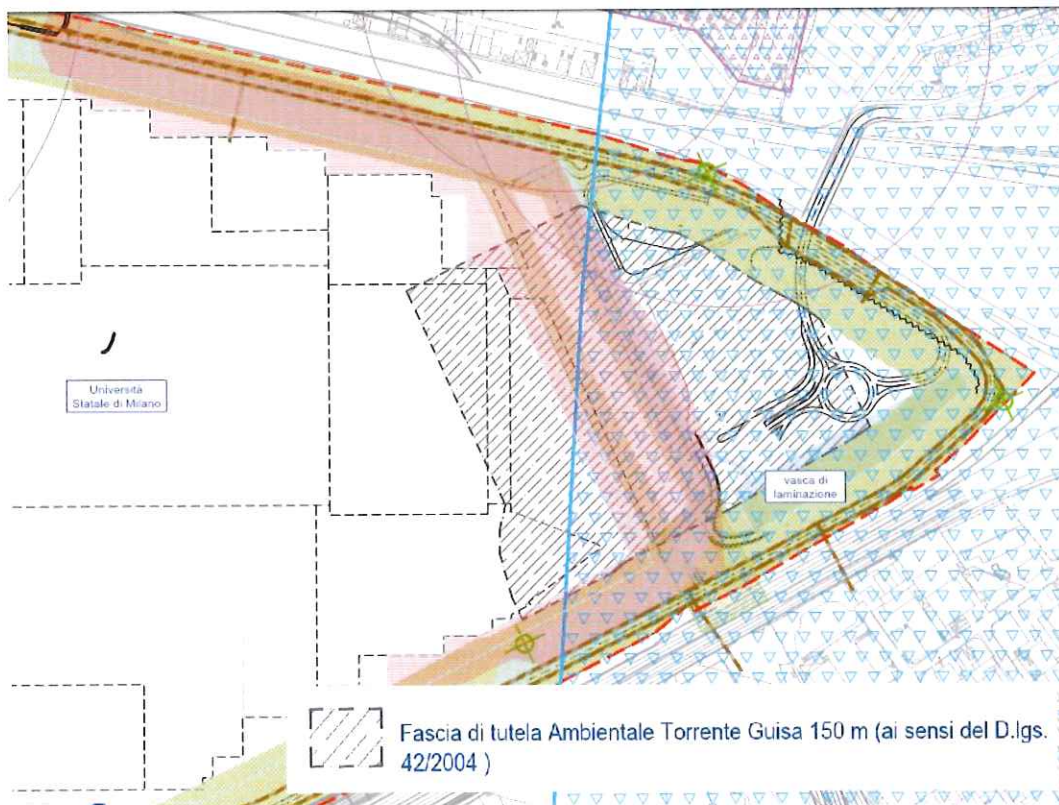 Università
Statale di Milano
vasca di
laminazione
Fascia di tutela Ambientale Torrente Guisa 150 m (ai sensi del D.lgs.
42/2004 )